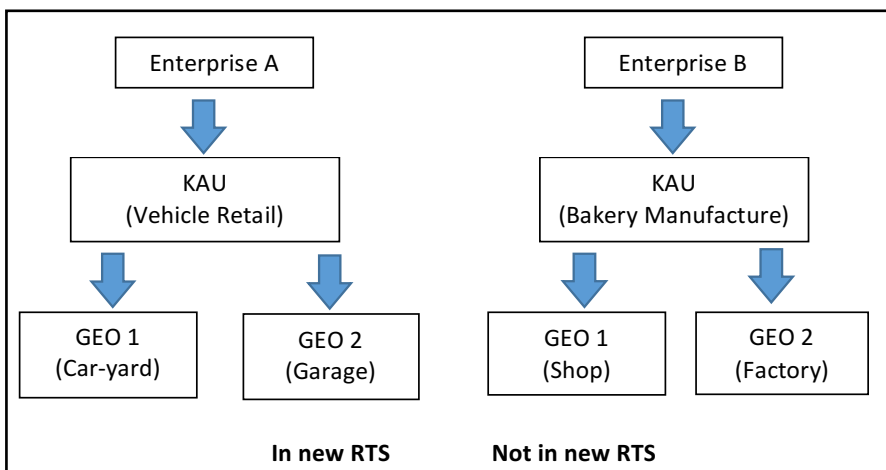 Enterprise A
Enterprise B
KAU
(Vehicle Retail)
KAU
(Bakery Manufacture)
GEO 1
(Car-yard)
GEO 2
(Garage)
GEO 1
(Shop)
GEO 2
(Factory)
In new RTS
Not in new RTS